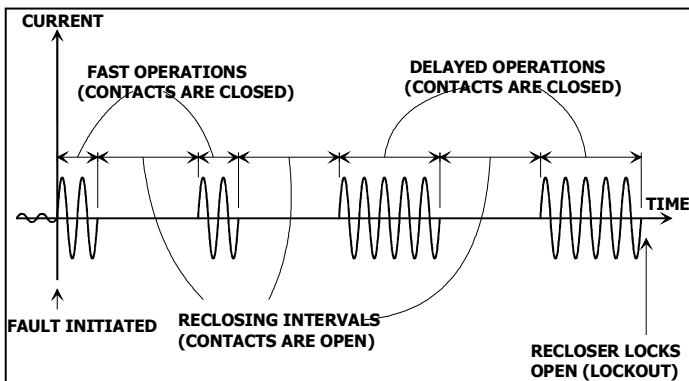 CURRENT
FAST OPERATIONS
(CONTACTS ARE CLOSED)
DELAYED OPERATIONS
(CONTACTS ARE CLOSED)
TIME
FAULT INITIATED
RECLOSING INTERVALS
(CONTACTS ARE OPEN)
RECLOSER LOCKS
OPEN (LOCKOUT)